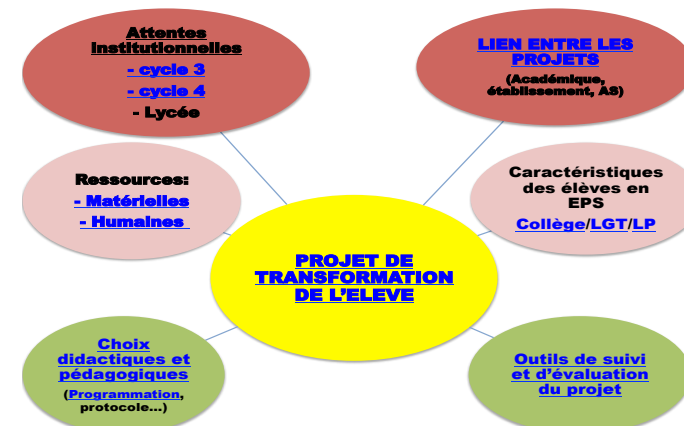 Attentes
institutionnelles
- cycle 3
- cycle 4
- Lycée
LIEN ENTRE LES
PROJETS
(Académique,
établissement, AS)
Ressources:
- Matérielles
- Humaines
Caractéristiques
des élèves en
EPS
Collège/LGT/LP
PROJET DE
TRANSFORMATION
DE L'ELEVE
Choix
didactiques et
pédagogiques
(Programmation,
protocole...)
Outils de suivi
et d'évaluation
du projet